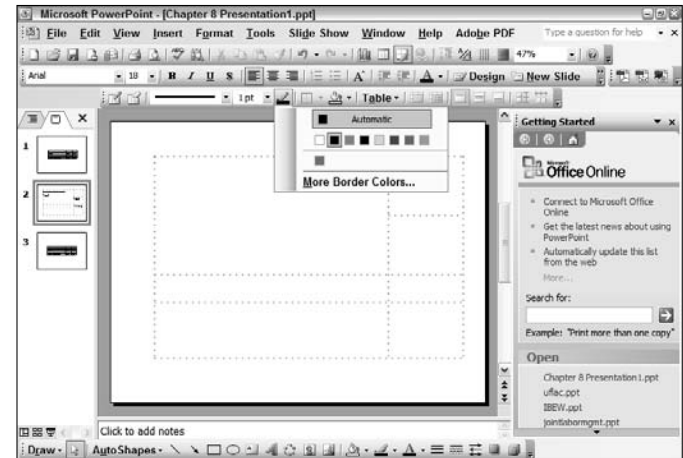 Microsoft PowerPoint - [Chapter 8 Presentation1.ppt]
File Edit View Insert Format Tools Slide Show Window Help Adobe PDF Type a question for help
47%
Arial 18 B I U S A A Design New Slide
1 pt Table
Automatic
More Border Colors...
1
2
3
Getting Started
Office Online
Connect to Microsoft Office Online
Get the latest news about using PowerPoint
Automatically update this list from the web
More...
Search for:
Example: "Print more than one copy"
Open
Chapter 8 Presentation1.ppt
uflac.ppt
IBEW.ppt
jointlabormgmt.ppt
Click to add notes
Draw AutoShapes A A